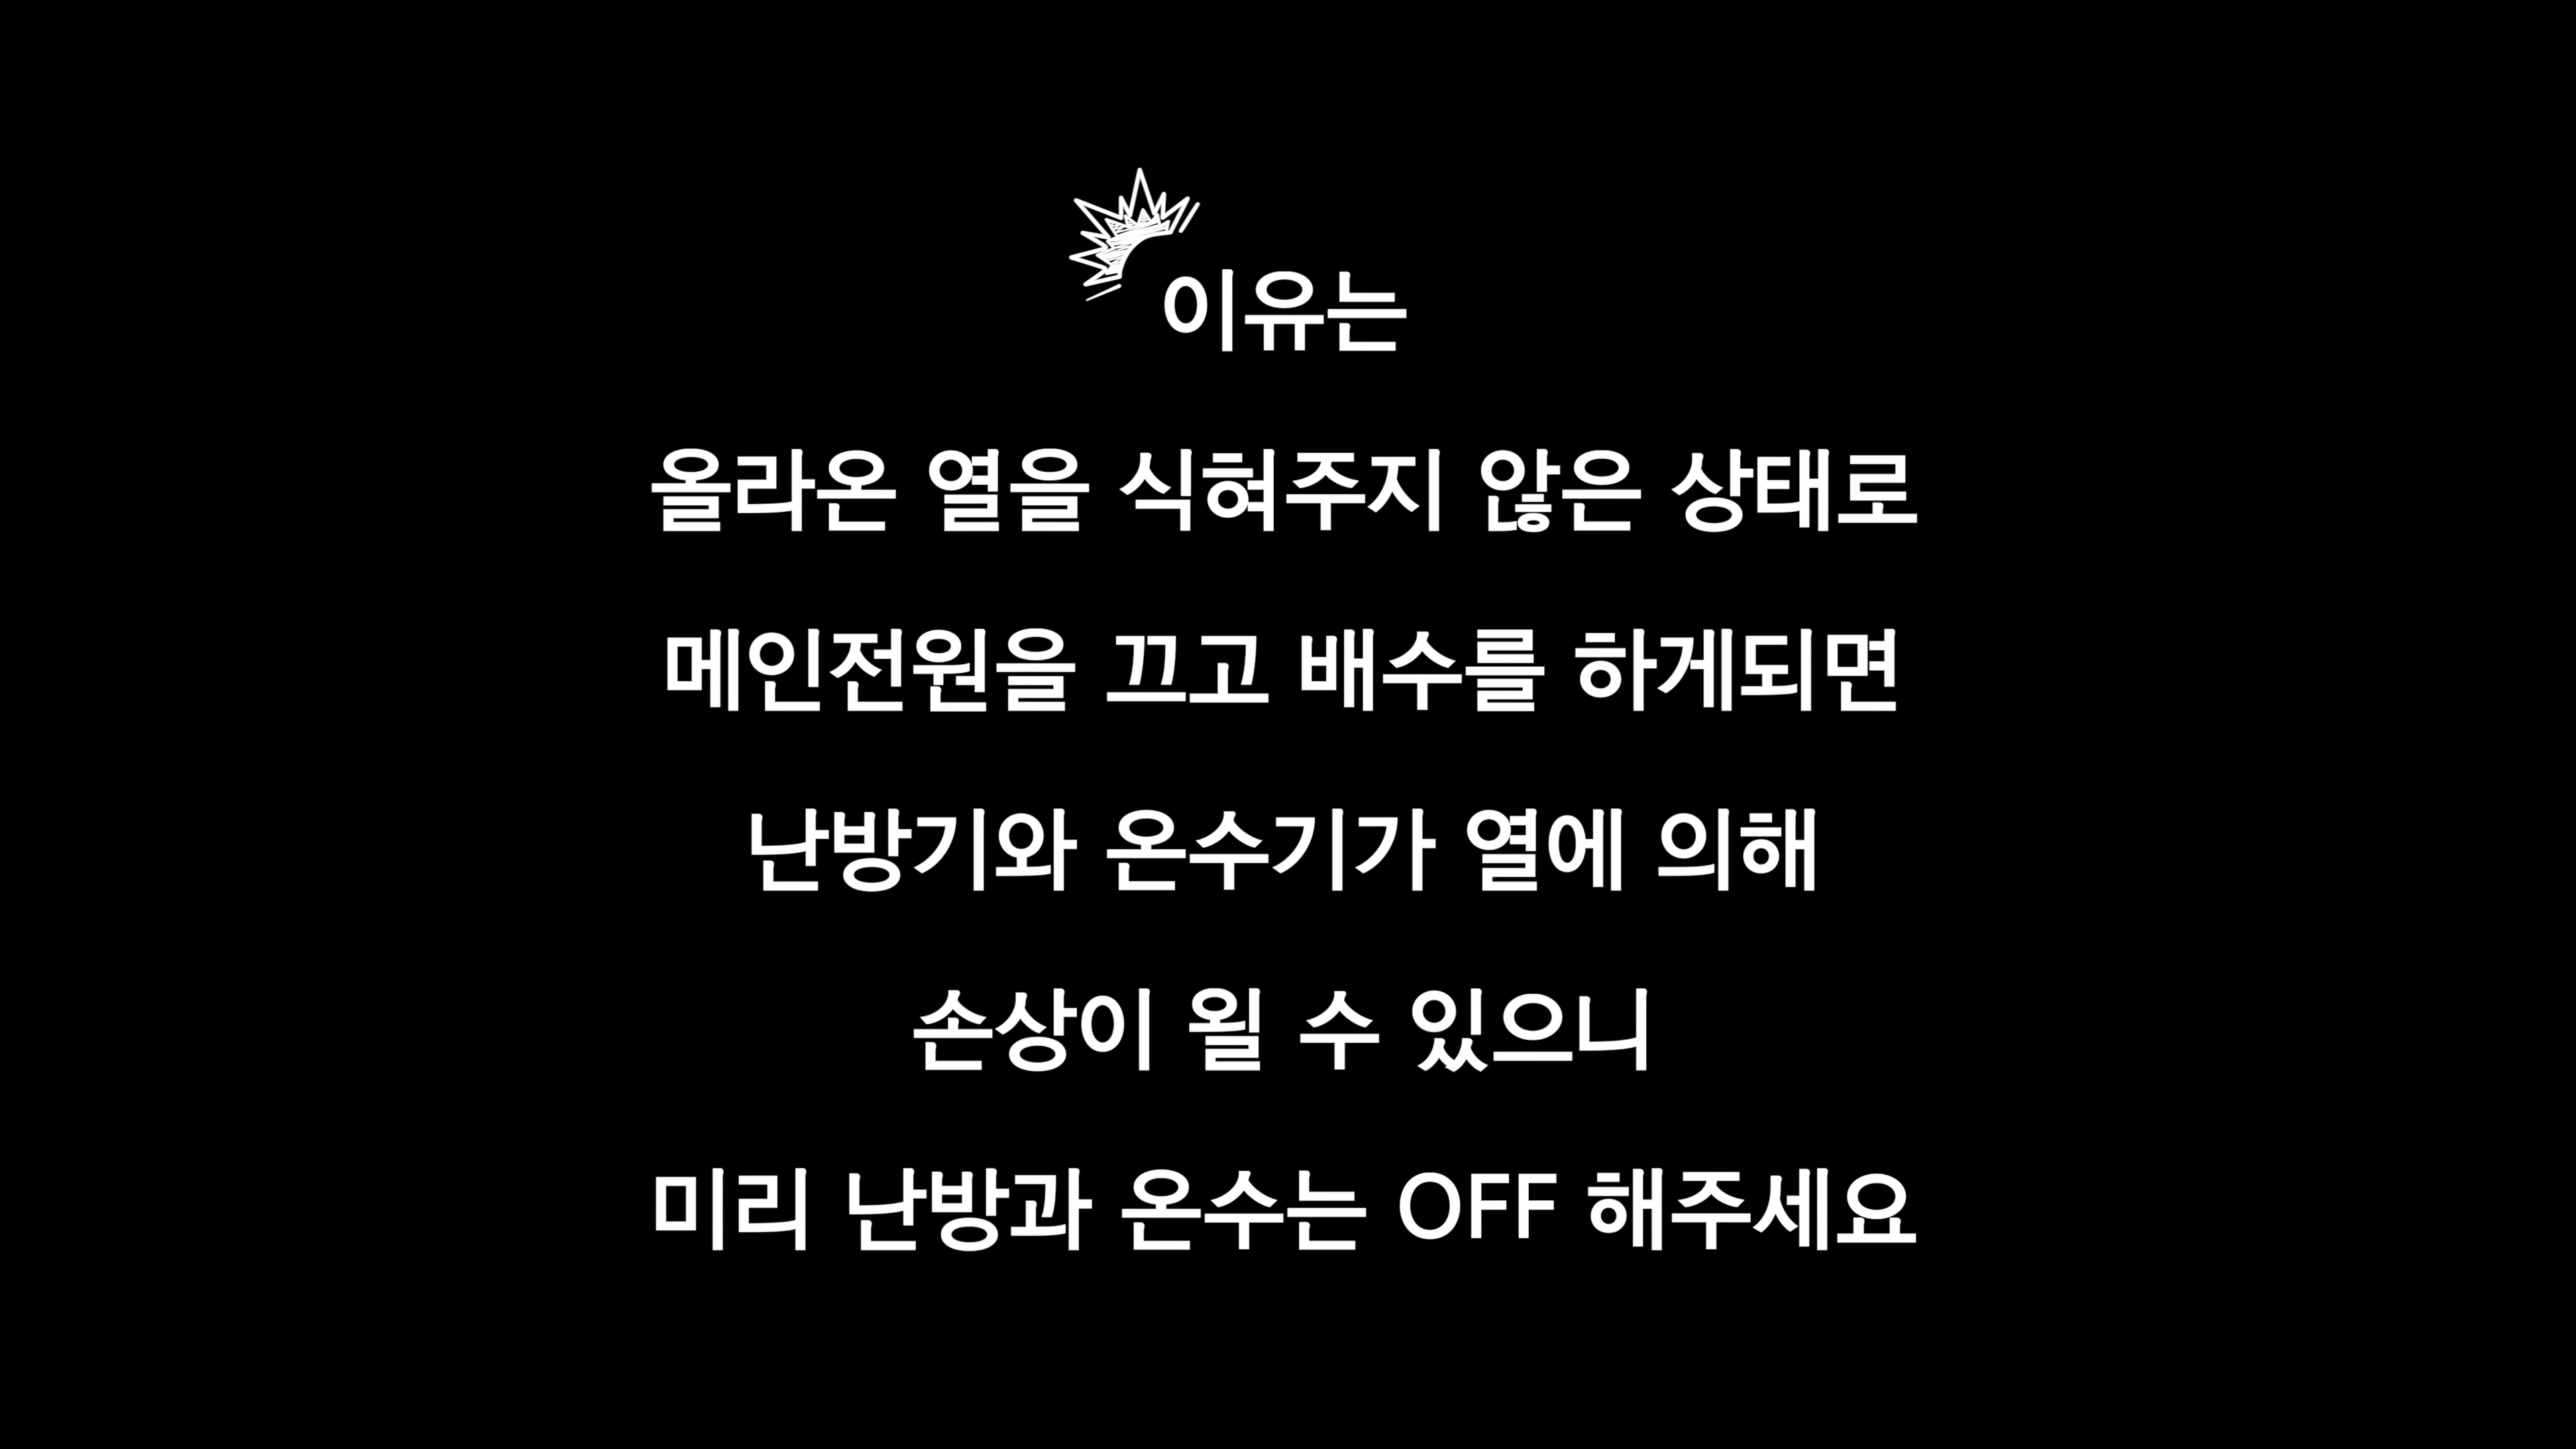 이유는
올라온 열을 식혀주지 않은 상태로
메인전원을 끄고 배수를 하게되면
난방기와 온수기가 열에 의해
손상이 욀 수 있으니
미리 난방과 온수는 OFF 해주세요